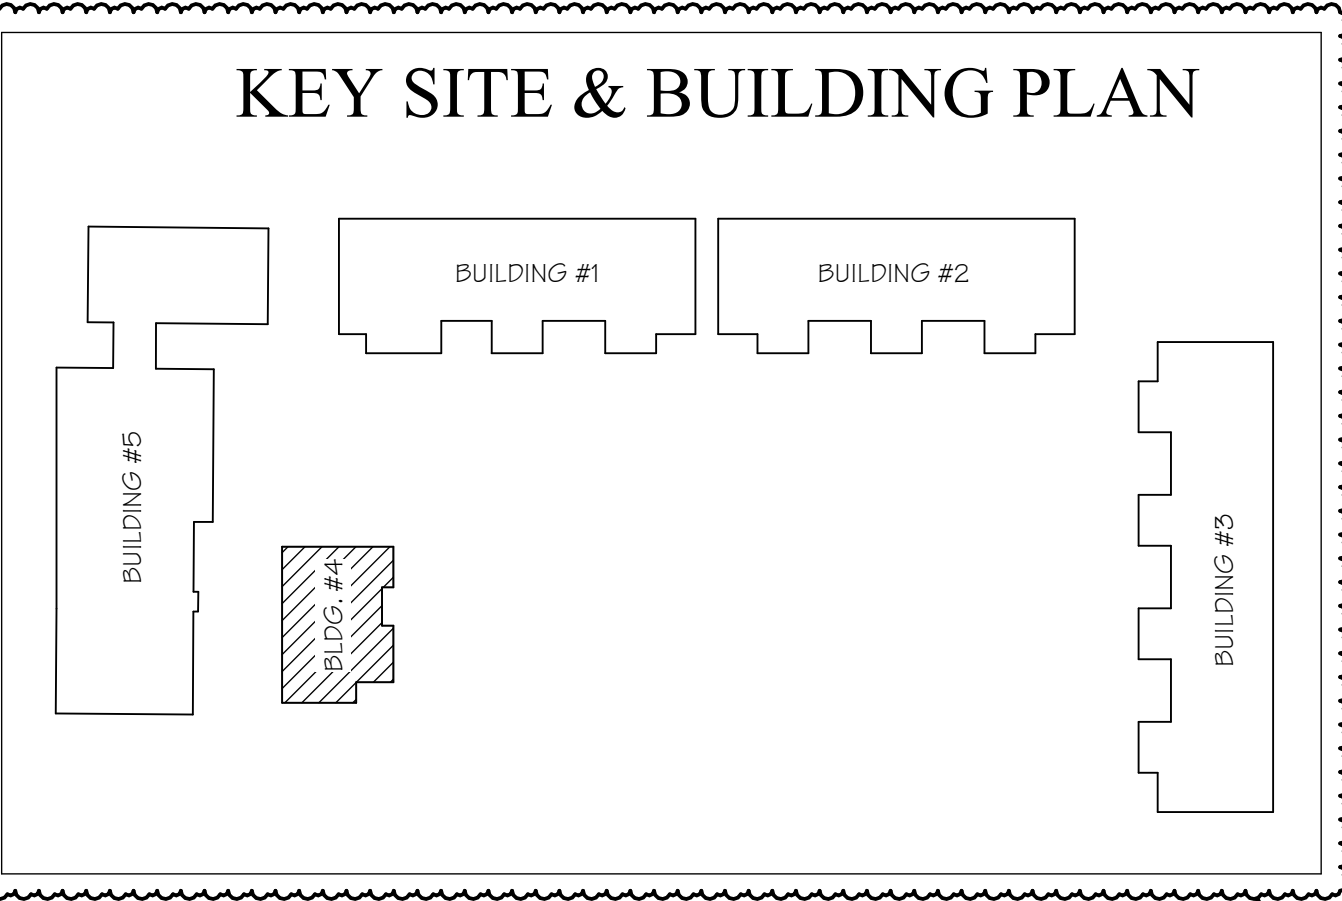 KEY SITE & BUILDING PLAN
BUILDING #1
BUILDING #2
BUILDING #5
BLDG. #4
BUILDING #3